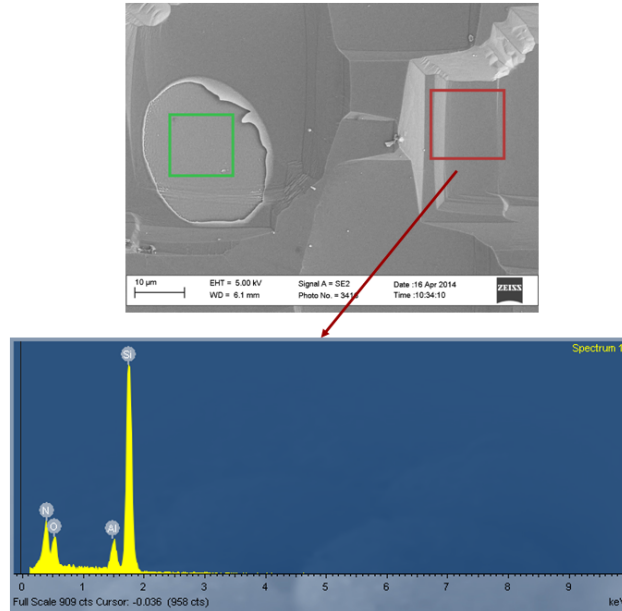 10 µm
EHT = 5.00 kV
WD = 6.1 mm
Signal A = SE2
Photo No. = 3416
Date :16 Apr 2014
Time :10:34:10
ZEISS
Spectrum 1
Si
N
O
Al
0 1 2 3 4 5 6 7 8 9
Full Scale 909 cts Cursor: -0.036 (958 cts)
keV